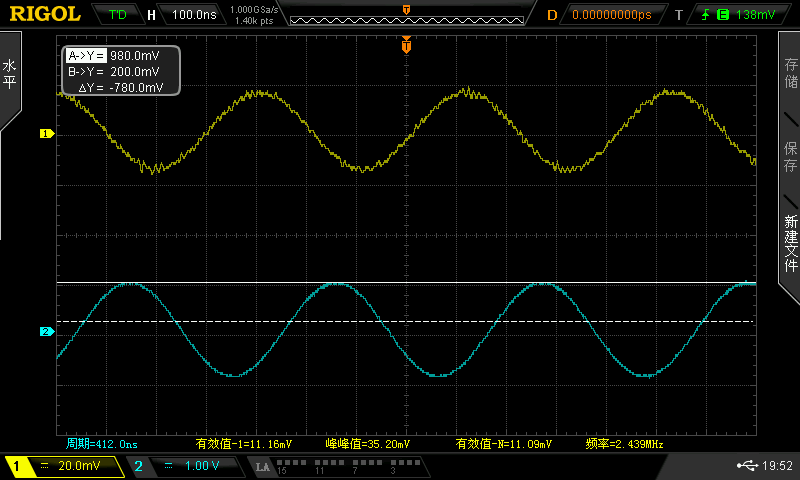 RIGOL T'D H 100.0ns 1.000GSa/s D 0.00000000ps T E 138mV
1.40k pts
T
T
水平
A->Y= 980.0mV
B->Y= 200.0mV
ΔY= -780.0mV
存储
保存
新建文件
1
2
周期=412.0ns 有效值-1=11.16mV 峰峰值=35.20mV 有效值-N=11.09mV 频率=2.439MHz
1 20.0mV 2 1.00 V LA 15 11 7 3 19:52